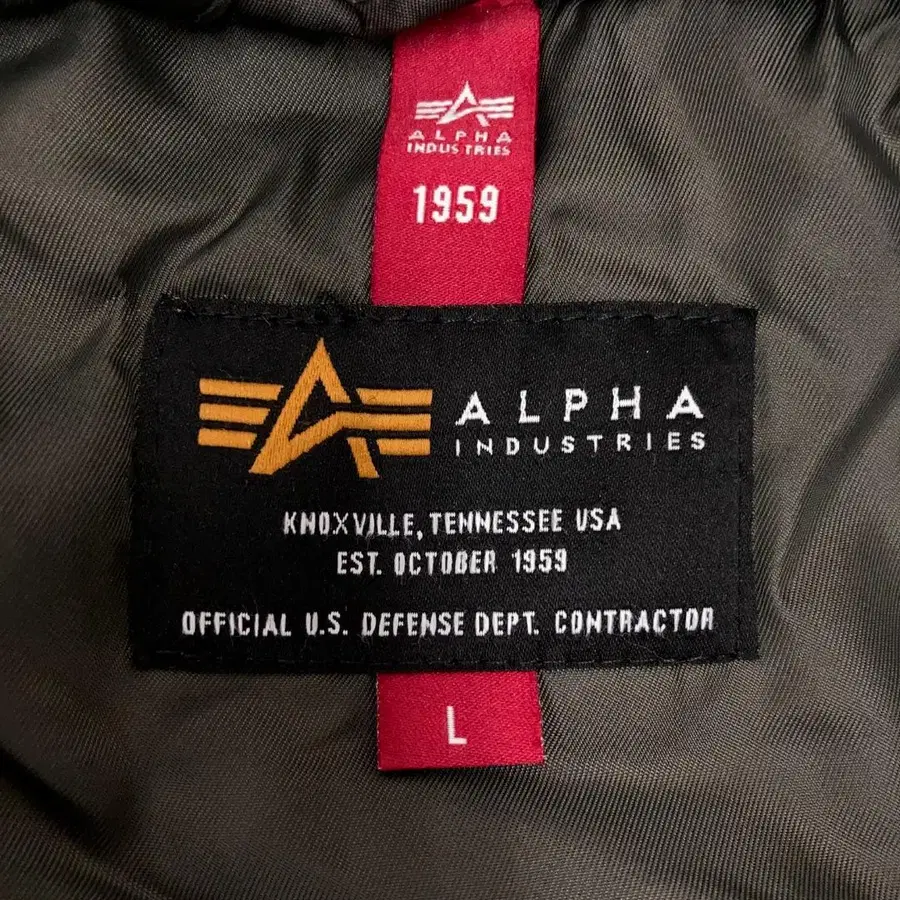 ALPHA
INDUSTRIES
1959
ALPHA
INDUSTRIES
KNOXVILLE, TENNESSEE USA
EST. OCTOBER 1959
OFFICIAL U.S. DEFENSE DEPT. CONTRACTOR
L